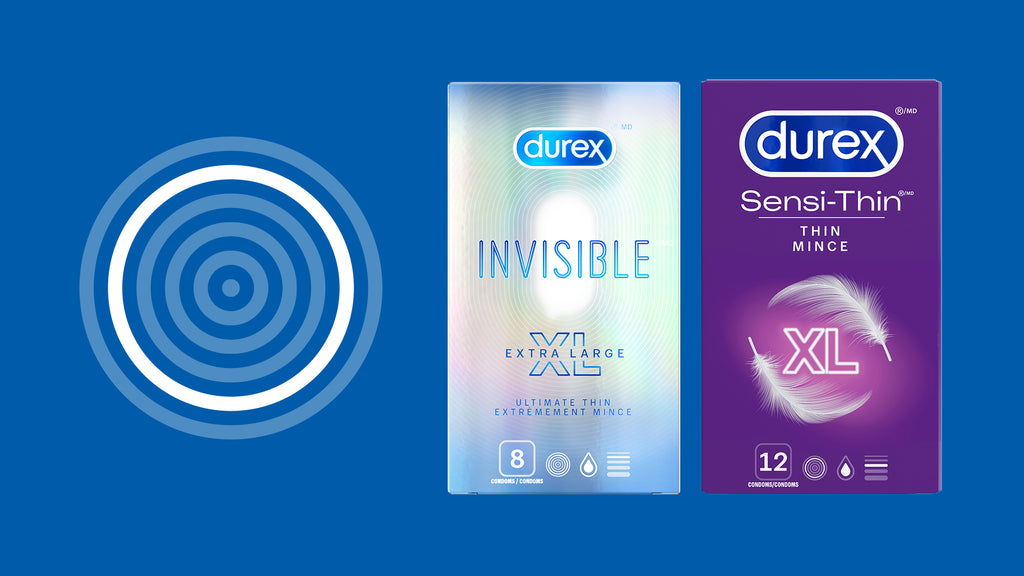 durex
MD
INVISIBLE
XL
EXTRA LARGE
ULTIMATE THIN
EXTRÊMEMENT MINCE
8
CONDOMS / CONDOMS
durex
®/MD
Sensi-Thin®/MD
THIN
MINCE
XL
12
CONDOMS/CONDOMS